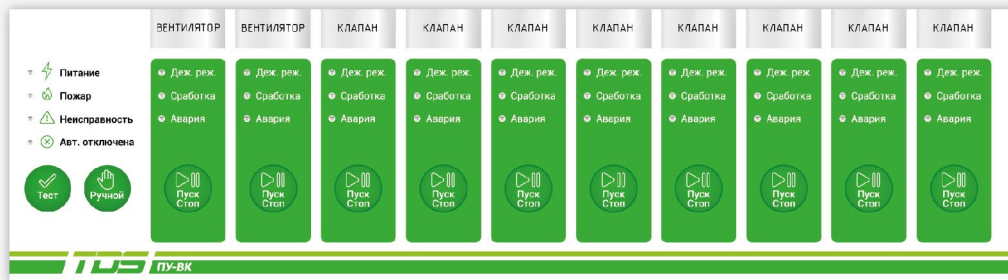 ВЕНТИЛЯТОР ВЕНТИЛЯТОР КЛАПАН КЛАПАН КЛАПАН КЛАПАН КЛАПАН КЛАПАН КЛАПАН КЛАПАН
Питание Деж. реж. Деж. реж. Деж. реж. Деж. реж. Деж. реж. Деж. реж. Деж. реж. Деж. реж. Деж. реж. Деж. реж.
Пожар Сработка Сработка Сработка Сработка Сработка Сработка Сработка Сработка Сработка Сработка
Неисправность Авария Авария Авария Авария Авария Авария Авария Авария Авария Авария
Авт. отключена
Тест Ручной Пуск Пуск Пуск Пуск Пуск Пуск Пуск Пуск Пуск Пуск
Стоп Стоп Стоп Стоп Стоп Стоп Стоп Стоп Стоп Стоп
TDS ПУ-ВК